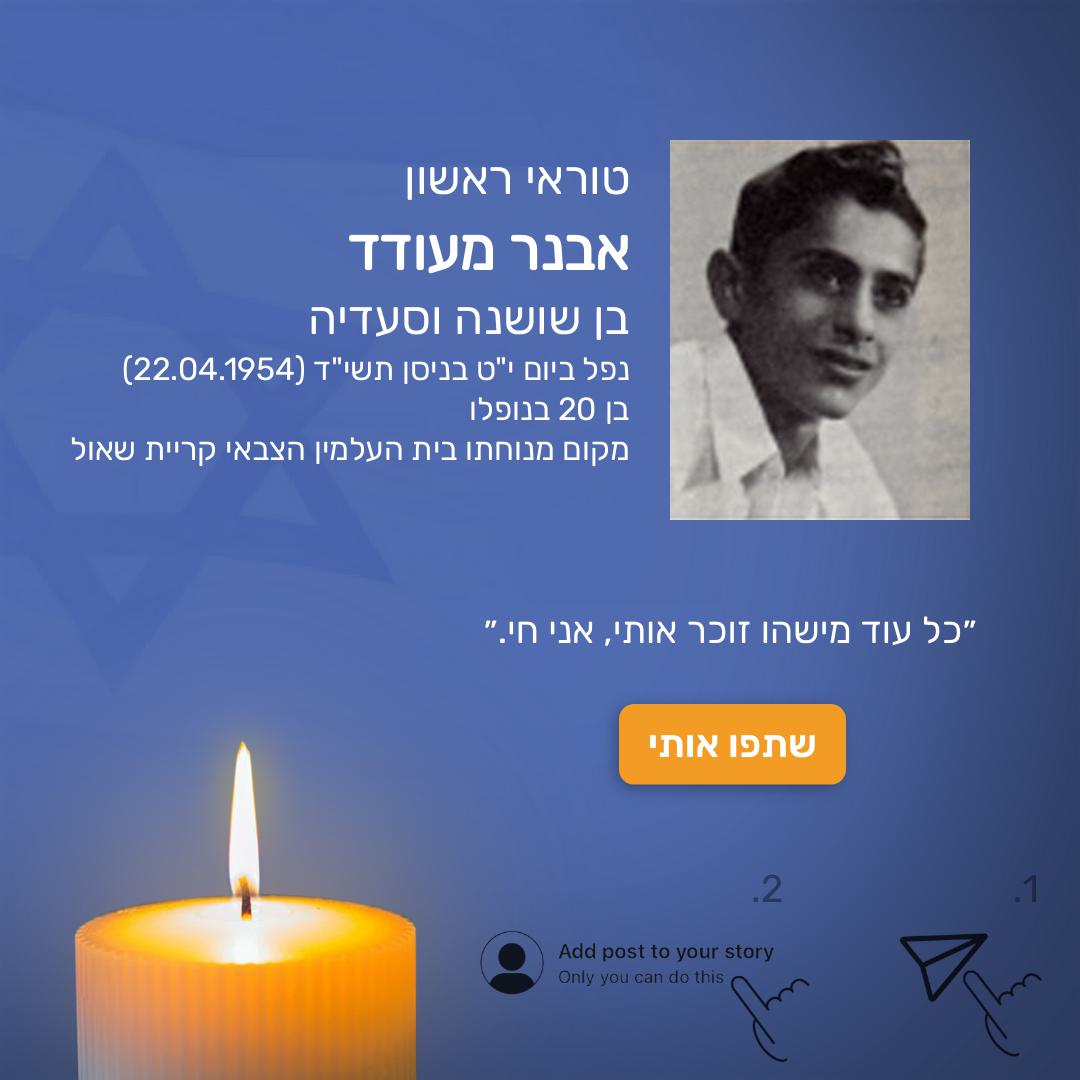 טוראי ראשון
אבנר מעודד
בן שושנה וסעדיה
נפל ביום י"ט בניסן תשי"ד (22.04.1954)
בן 20 בנופלו
מקום מנוחתו בית העלמין הצבאי קריית שאול
״כל עוד מישהו זוכר אותי, אני חי.״
שתפו אותי
1.
2.
Add post to your story
Only you can do this